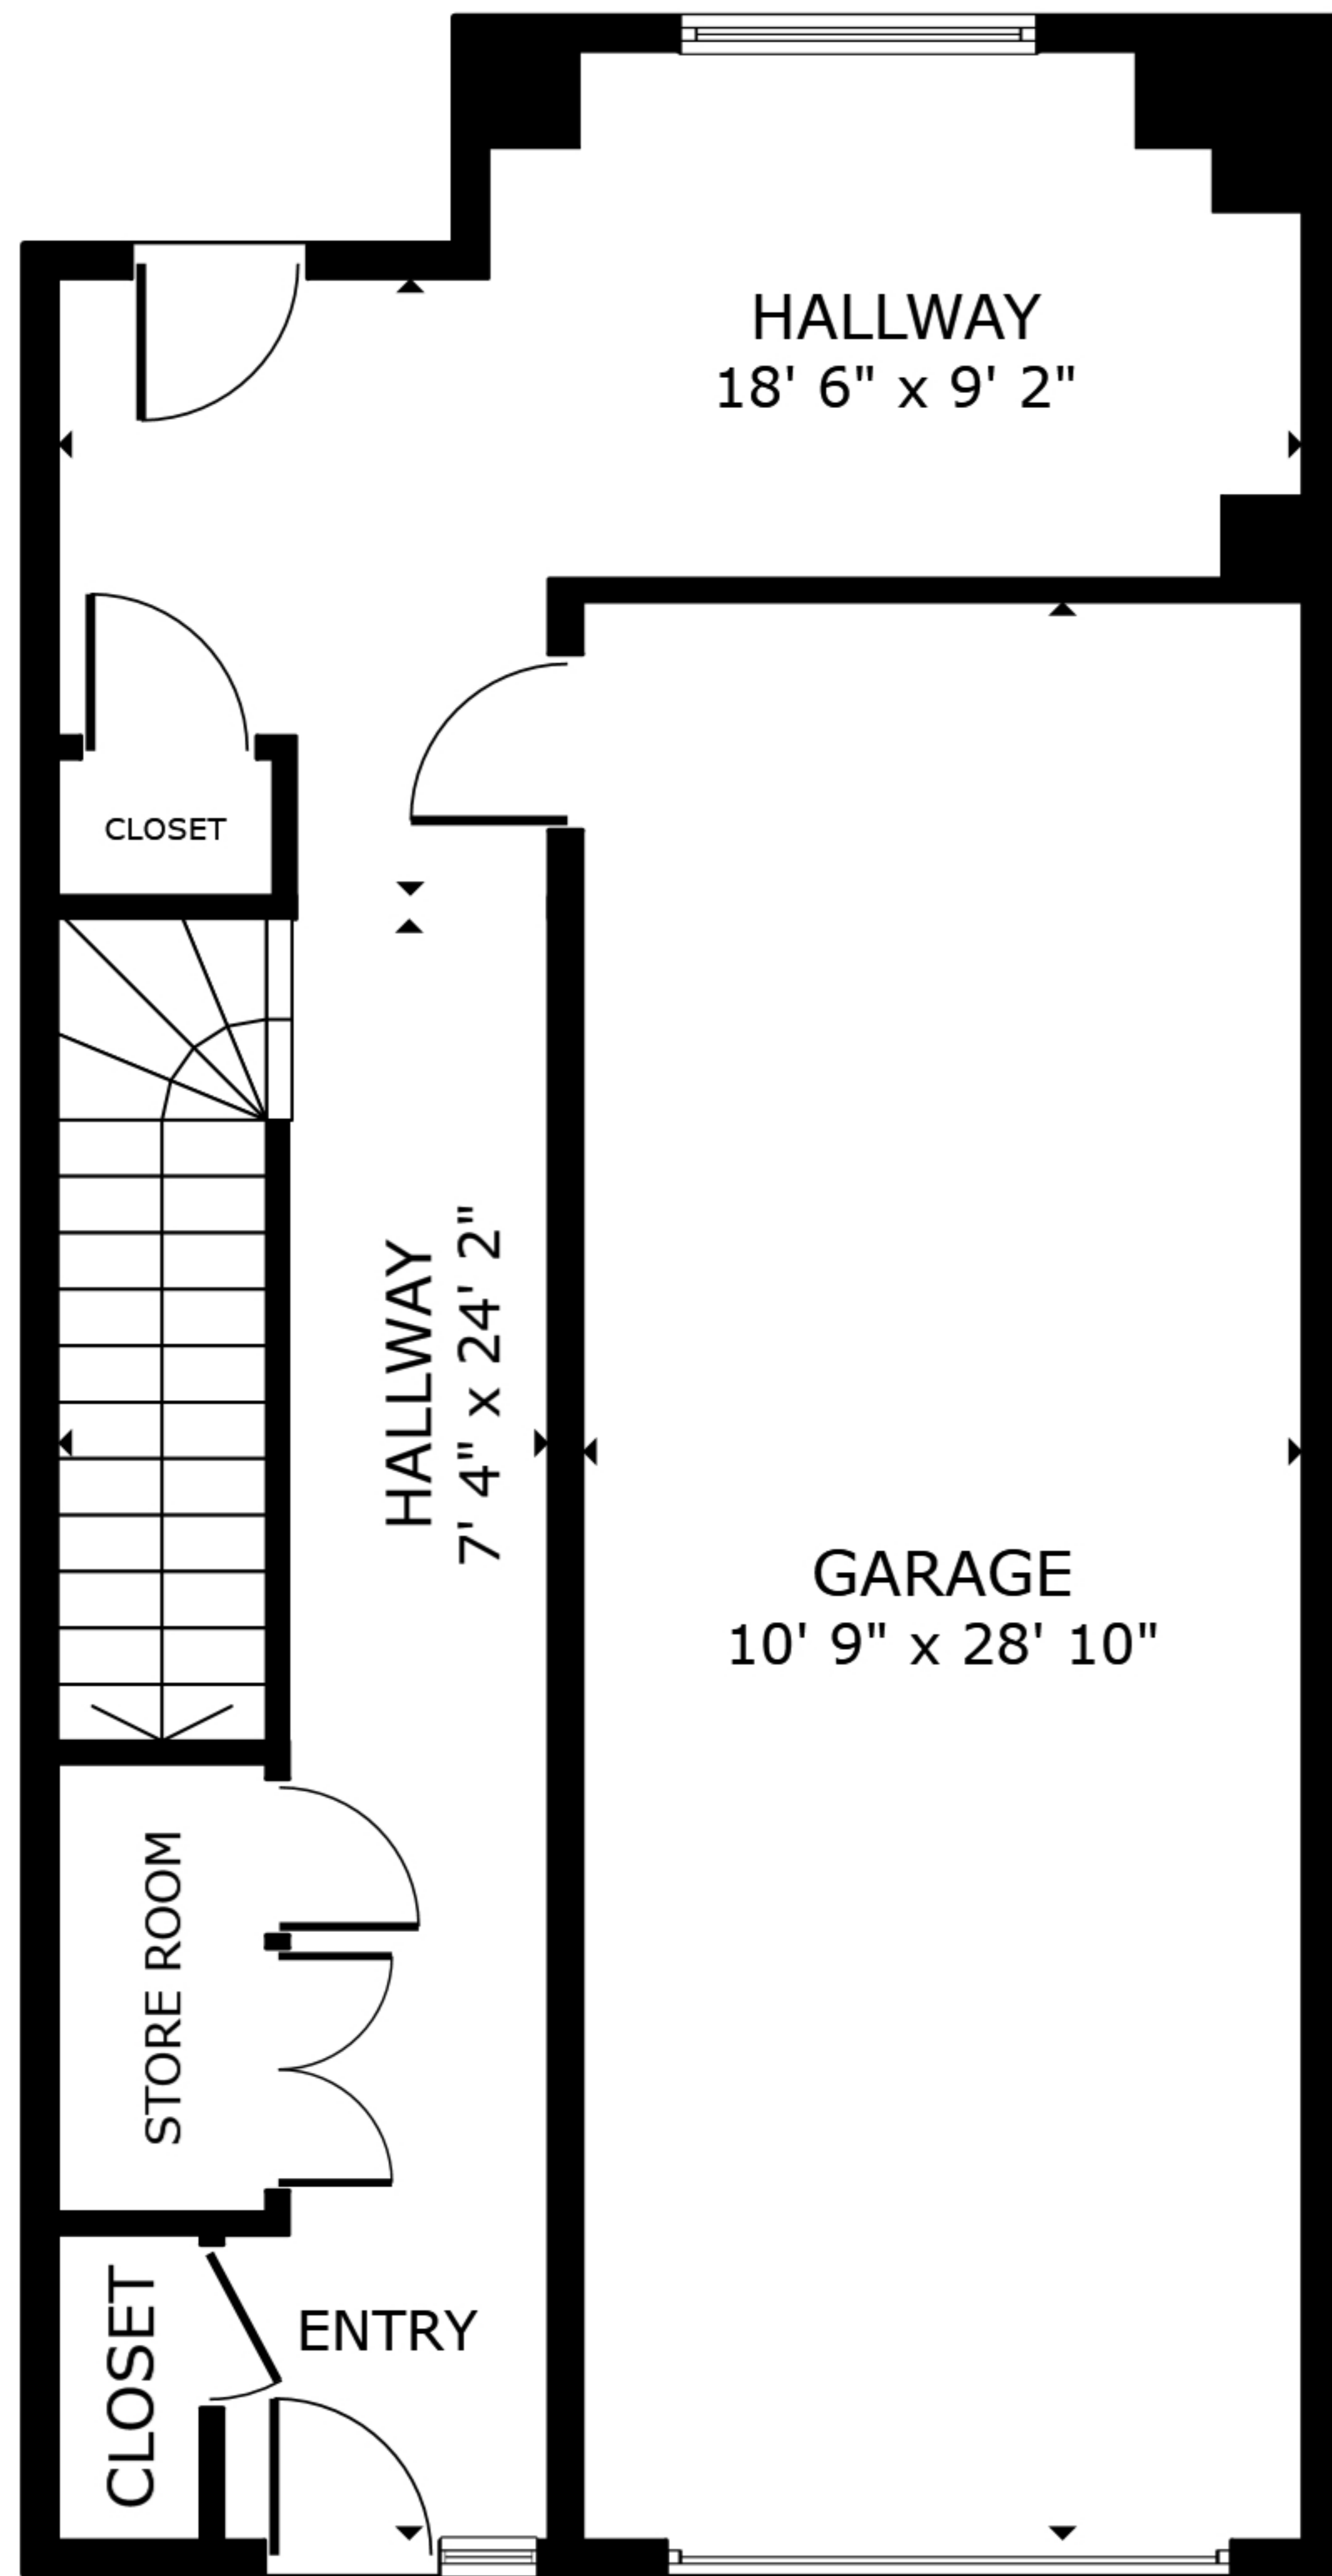 HALLWAY
18' 6" x 9' 2"
CLOSET
HALLWAY
7' 4" x 24' 2"
GARAGE
10' 9" x 28' 10"
STORE ROOM
CLOSET
ENTRY